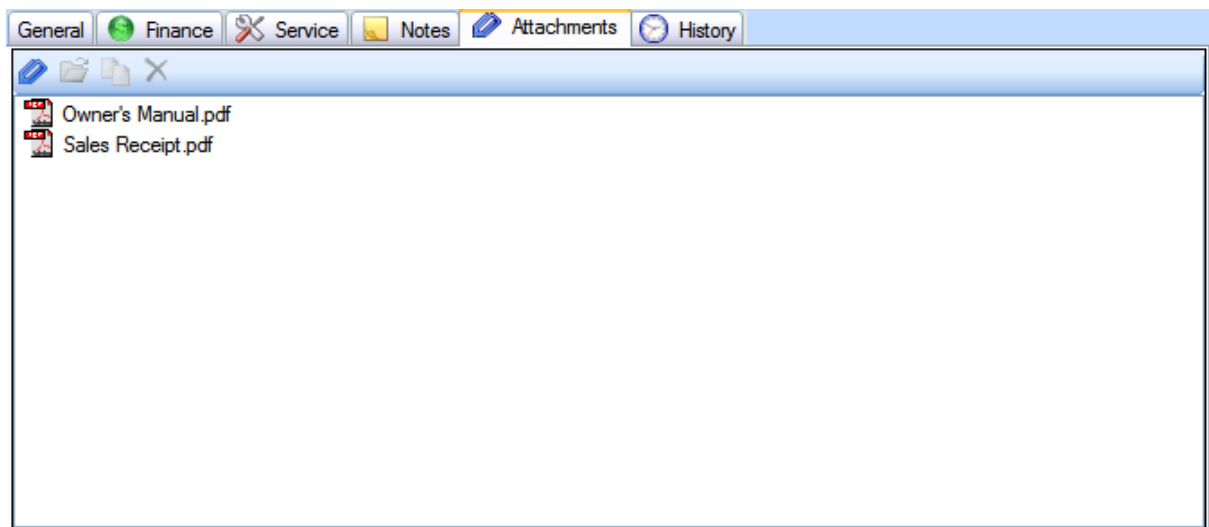 General Finance Service Notes Attachments History
Owner's Manual.pdf
Sales Receipt.pdf